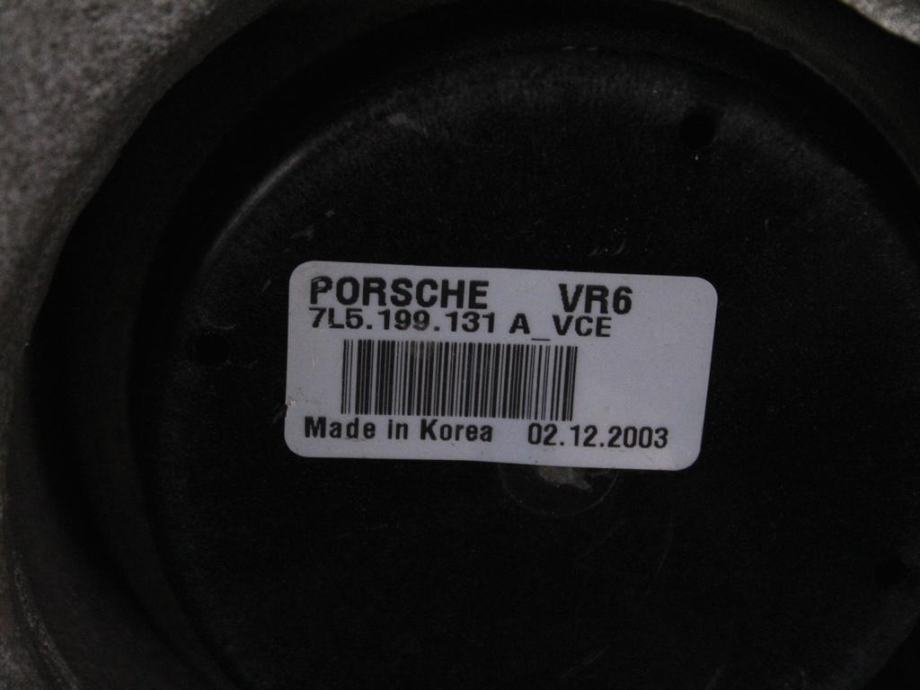 PORSCHE VR6
7L5.199.131 A_VCE
Made in Korea 02.12.2003